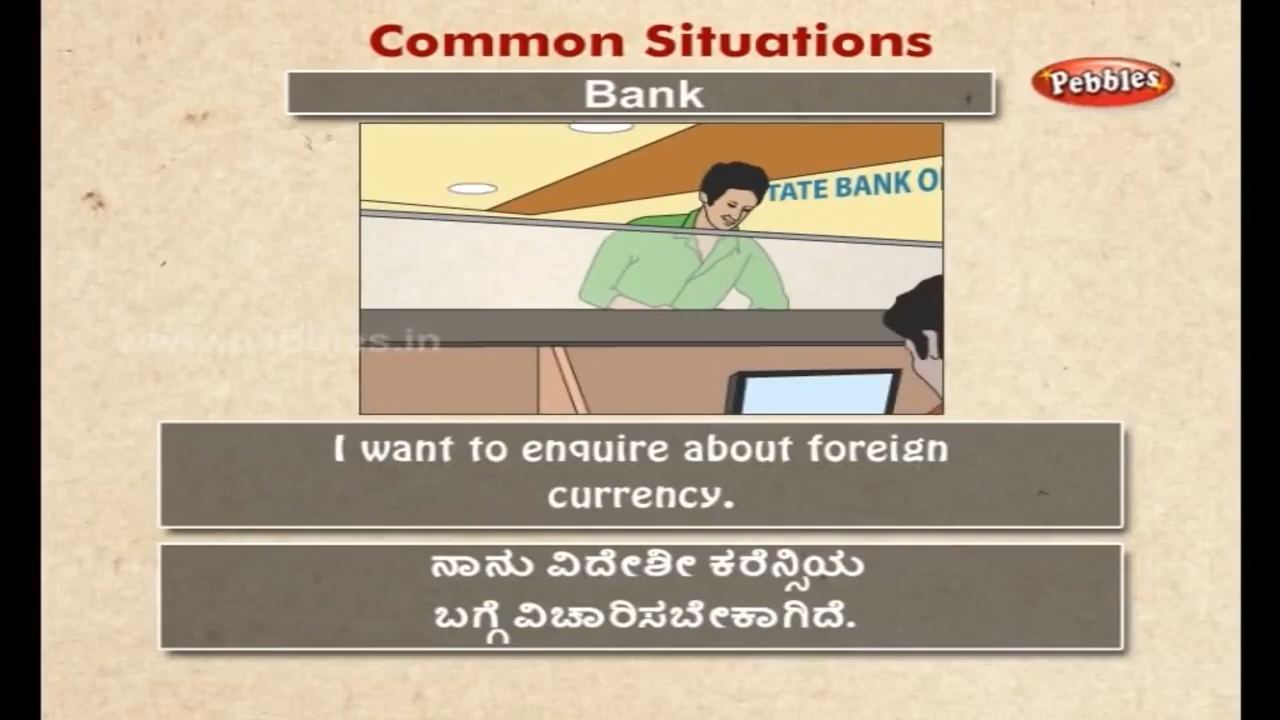 Common Situations
Bank
Pebbles
TATE BANK O
I want to enquire about foreign
currency.
ನಾನು ವಿದೇಶೀ ಕರೆನ್ಸಿಯ
ಬಗ್ಗೆ ವಿಚಾರಿಸಬೇಕಾಗಿದೆ.